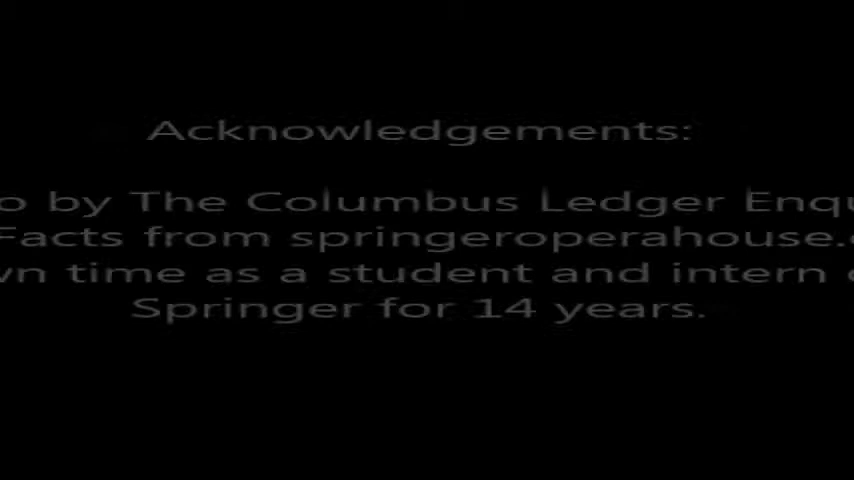 Acknowledgements:
o by The Columbus Ledger Enqu
Facts from springeroperahouse.
wn time as a student and intern
Springer for 14 years.